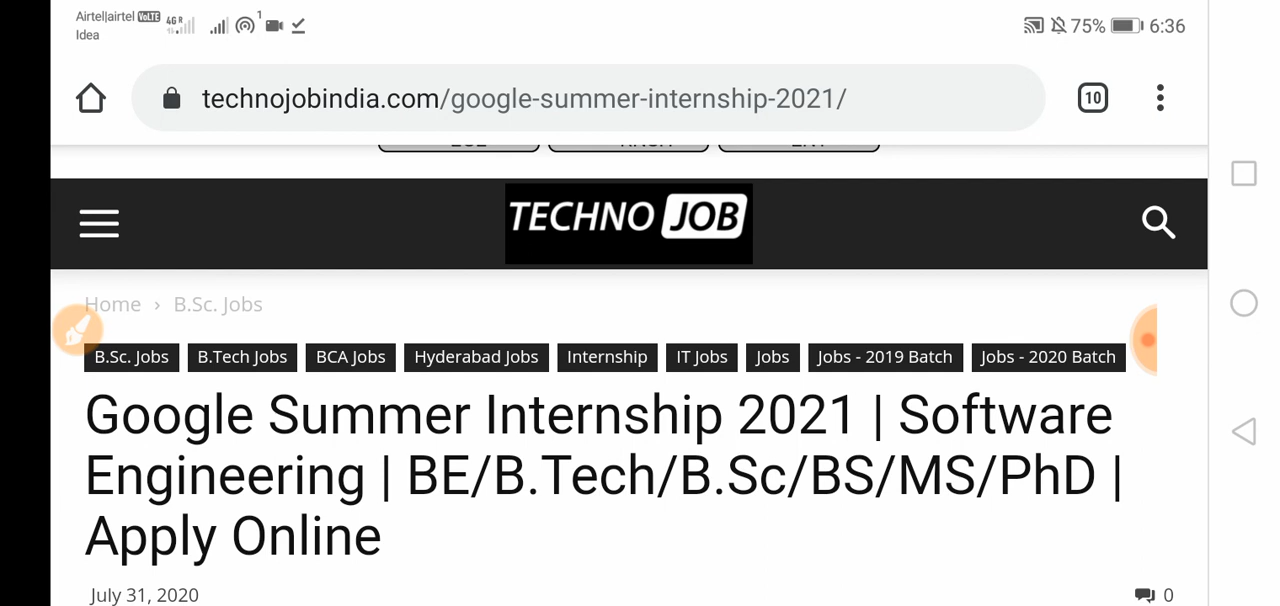 Airtel|airtel VoLTE 4G R 1 75% 6:36
Idea
technojobindia.com/google-summer-internship-2021/ 10
TECHNO JOB
Home › B.Sc. Jobs
B.Sc. Jobs B.Tech Jobs BCA Jobs Hyderabad Jobs Internship IT Jobs Jobs Jobs - 2019 Batch Jobs - 2020 Batch
Google Summer Internship 2021 | Software
Engineering | BE/B.Tech/B.Sc/BS/MS/PhD |
Apply Online
July 31, 2020 0